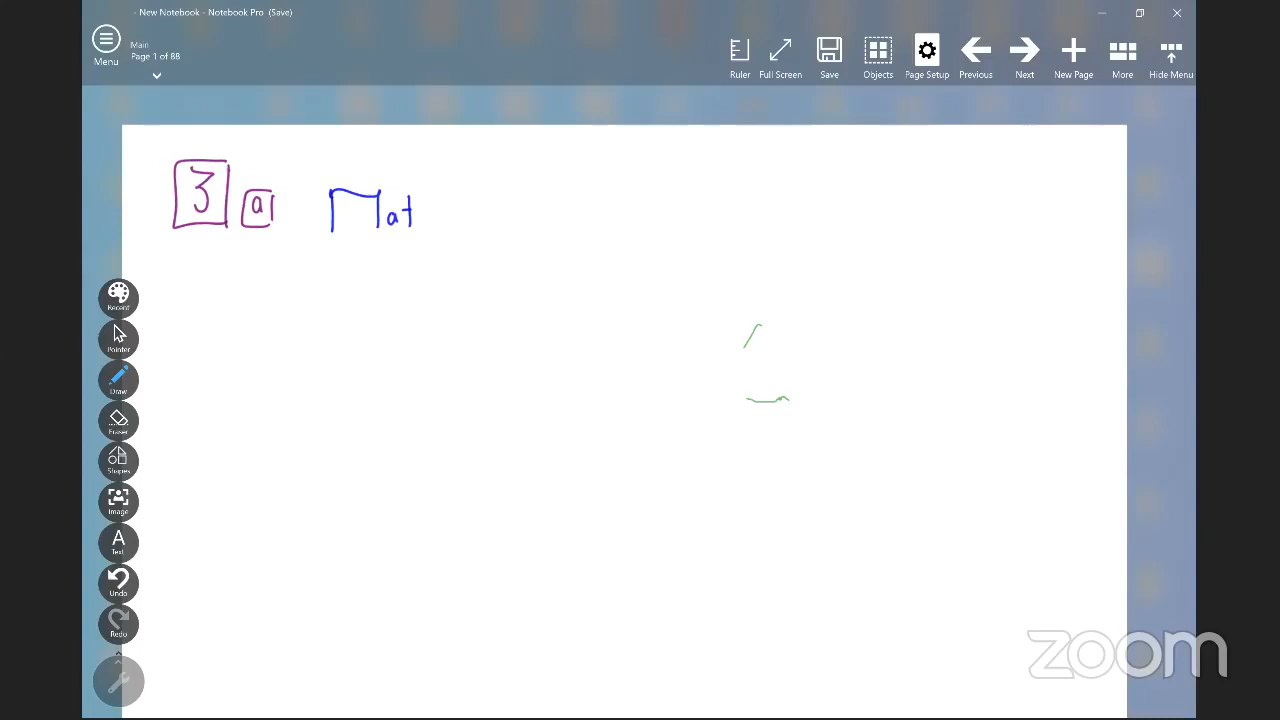 - New Notebook - Notebook Pro (Save)
Menu
Main
Page 1 of 88
Ruler
Full Screen
Save
Objects
Page Setup
Previous
Next
New Page
More
Hide Menu
3 a Mat
Recent
Pointer
Draw
Eraser
Shapes
Image
A
Text
Undo
Redo
zoom